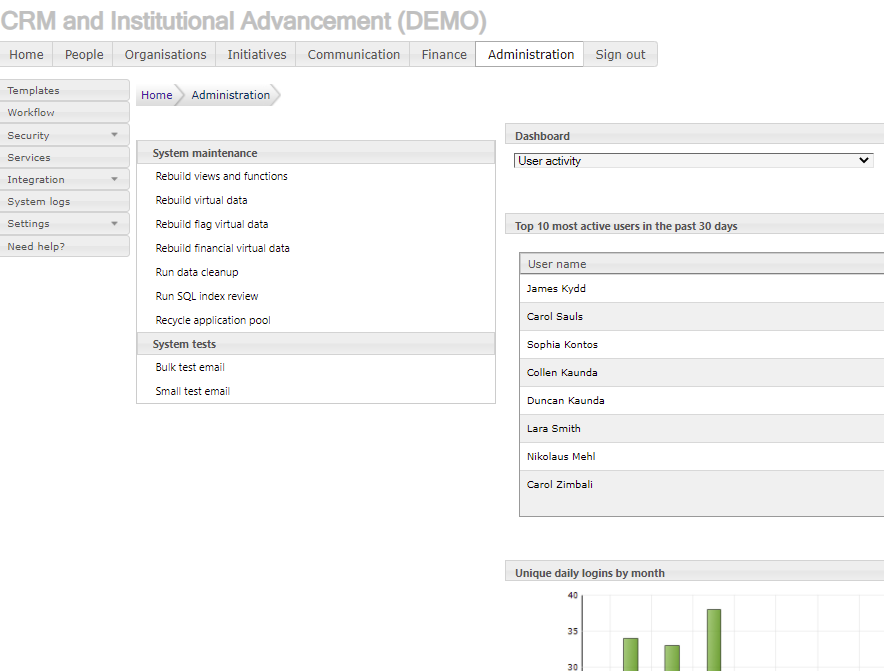 CRM and Institutional Advancement (DEMO)
Home People Organisations Initiatives Communication Finance Administration Sign out
Templates
Workflow
Security
Services
Integration
System logs
Settings
Need help?
Home Administration
System maintenance
Rebuild views and functions
Rebuild virtual data
Rebuild flag virtual data
Rebuild financial virtual data
Run data cleanup
Run SQL index review
Recycle application pool
System tests
Bulk test email
Small test email
Dashboard
User activity
Top 10 most active users in the past 30 days
User name
James Kydd
Carol Sauls
Sophia Kontos
Collen Kaunda
Duncan Kaunda
Lara Smith
Nikolaus Mehl
Carol Zimbali
Unique daily logins by month
40
35
30